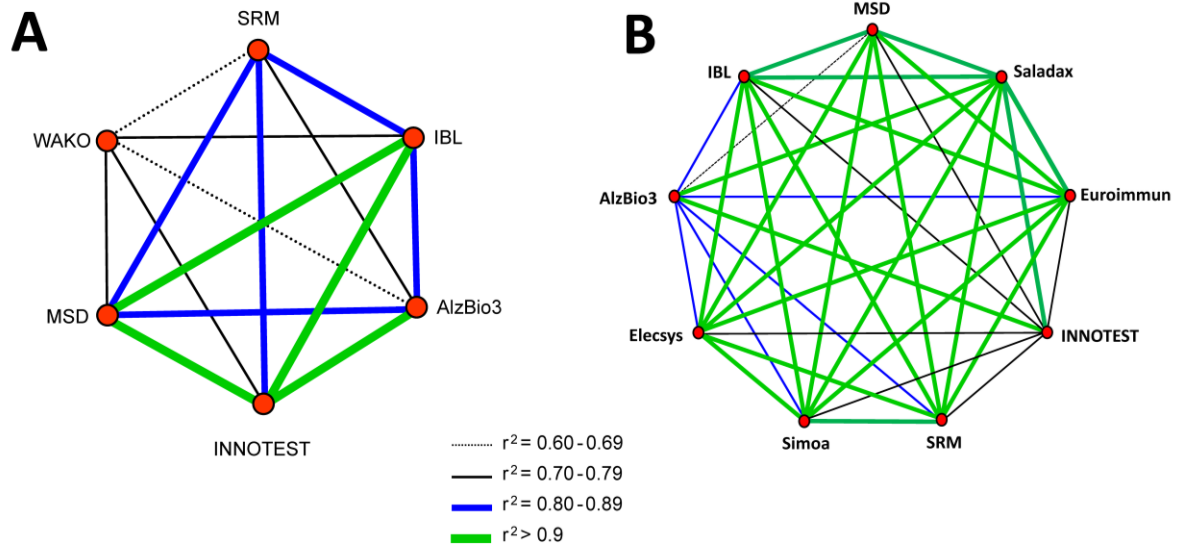 A
SRM
WAKO
IBL
MSD
AlzBio3
INNOTEST
r² = 0.60-0.69
r² = 0.70-0.79
r² = 0.80-0.89
r² > 0.9
B
MSD
IBL
Saladax
AlzBio3
Euroimmun
Elecsys
INNOTEST
Simoa
SRM